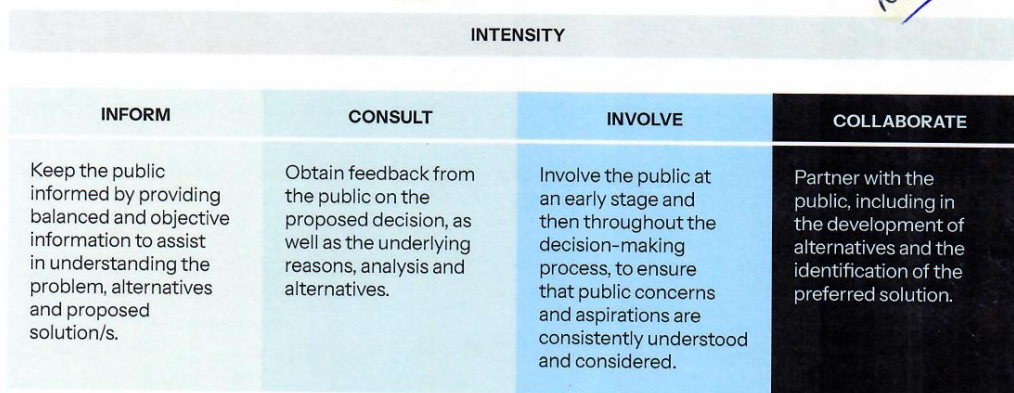 INTENSITY
INFORM
Keep the public
informed by providing
balanced and objective
information to assist
in understanding the
problem, alternatives
and proposed
solution/s.
CONSULT
Obtain feedback from
the public on the
proposed decision, as
well as the underlying
reasons, analysis and
alternatives.
INVOLVE
Involve the public at
an early stage and
then throughout the
decision-making
process, to ensure
that public concerns
and aspirations are
consistently understood
and considered.
COLLABORATE
Partner with the
public, including in
the development of
alternatives and the
identification of the
preferred solution.